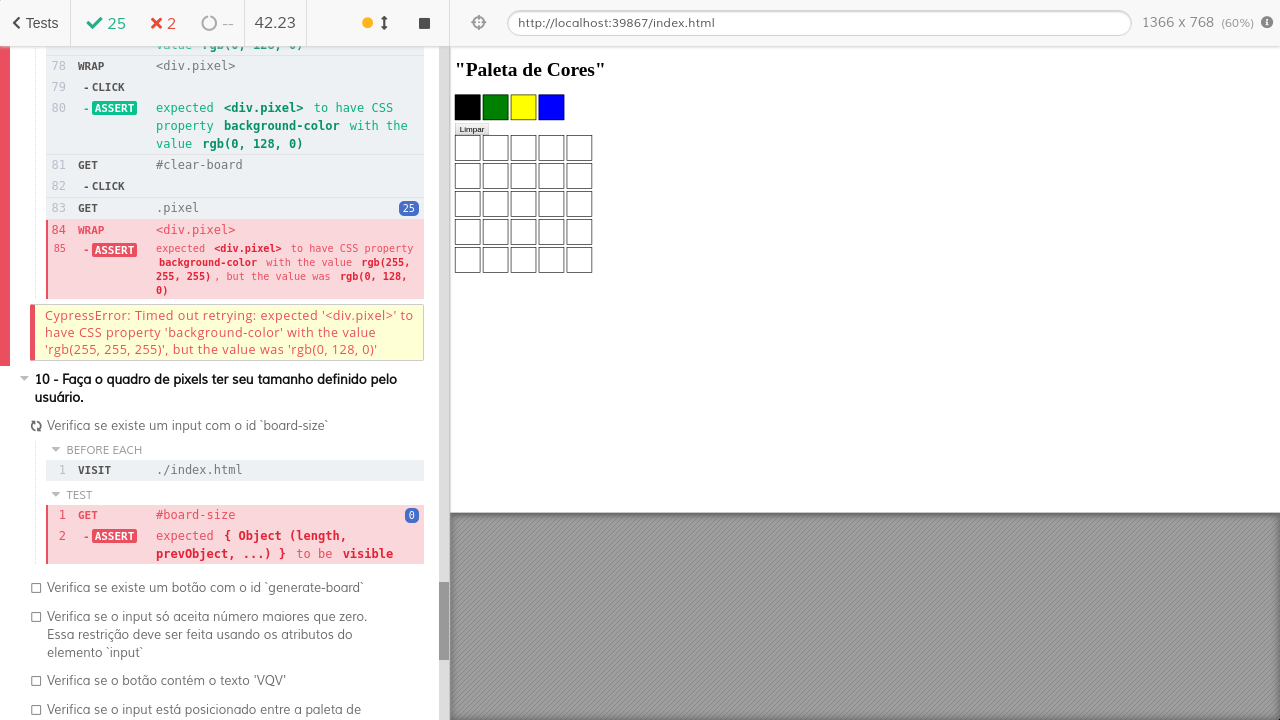 Tests
25
2
--
42.23
http://localhost:39867/index.html
1366 x 768 (60%)
value rgb(0, 128, 0)
78 WRAP <div.pixel>
79 - CLICK
80 - ASSERT expected <div.pixel> to have CSS
property background-color with the
value rgb(0, 128, 0)
81 GET #clear-board
82 - CLICK
83 GET .pixel 25
84 WRAP <div.pixel>
85 - ASSERT expected <div.pixel> to have CSS property
background-color with the value rgb(255,
255, 255) , but the value was rgb(0, 128,
0)
CypressError: Timed out retrying: expected '<div.pixel>' to
have CSS property 'background-color' with the value
'rgb(255, 255, 255)', but the value was 'rgb(0, 128, 0)'
10 - Faça o quadro de pixels ter seu tamanho definido pelo
usuário.
Verifica se existe um input com o id `board-size`
BEFORE EACH
1 VISIT ./index.html
TEST
1 GET #board-size 0
2 - ASSERT expected { Object (length,
prevObject, ...) } to be visible
Verifica se existe um botão com o id `generate-board`
Verifica se o input só aceita número maiores que zero.
Essa restrição deve ser feita usando os atributos do
elemento `input`
Verifica se o botão contém o texto 'VQV'
Verifica se o input está posicionado entre a paleta de
"Paleta de Cores"
Limpar